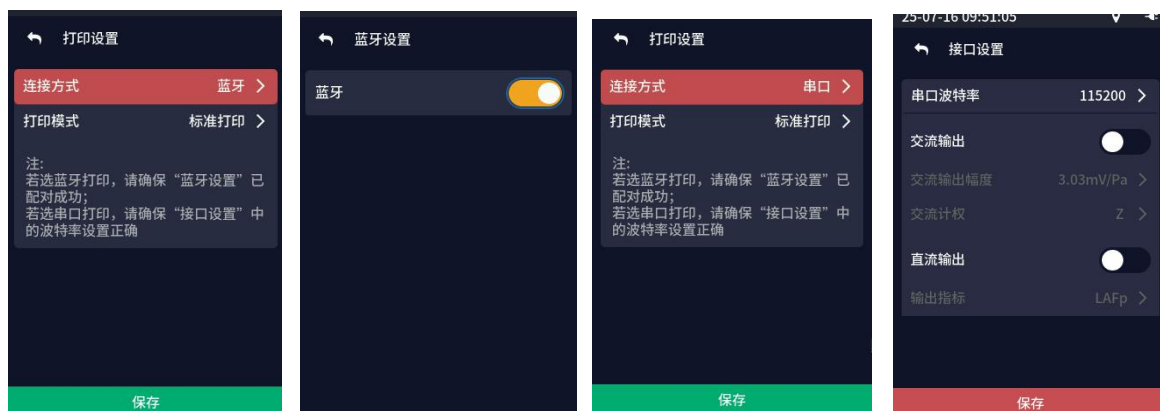 打印设置
连接方式 蓝牙
打印模式 标准打印
注:
若选蓝牙打印，请确保“蓝牙设置”已
配对成功；
若选串口打印，请确保“接口设置”中
的波特率设置正确
保存
蓝牙设置
蓝牙
打印设置
连接方式 串口
打印模式 标准打印
注:
若选蓝牙打印，请确保“蓝牙设置”已
配对成功；
若选串口打印，请确保“接口设置”中
的波特率设置正确
保存
25-07-16 09:51:05
接口设置
串口波特率 115200
交流输出
交流输出幅度 3.03mV/Pa
交流计权 Z
直流输出
输出指标 LAFp
保存